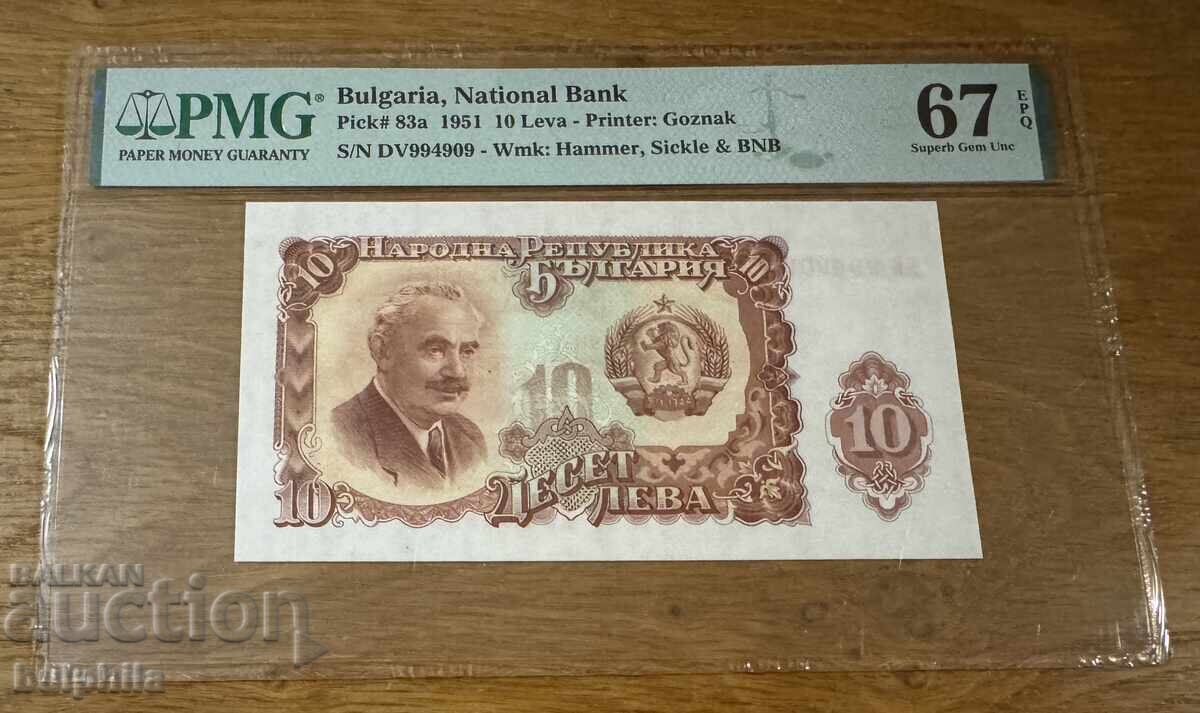 PMG®
PAPER MONEY GUARANTY
Bulgaria, National Bank
Pick# 83a 1951 10 Leva - Printer: Goznak
S/N DV994909 - Wmk: Hammer, Sickle & BNB
67 EPQ
Superb Gem Unc
10 НАРОДНА РЕПУБЛИКА 10
БЪЛГАРИЯ
10
10
10 ДЕСЕТ
ЛЕВА
BALKAN
auction
bulphila